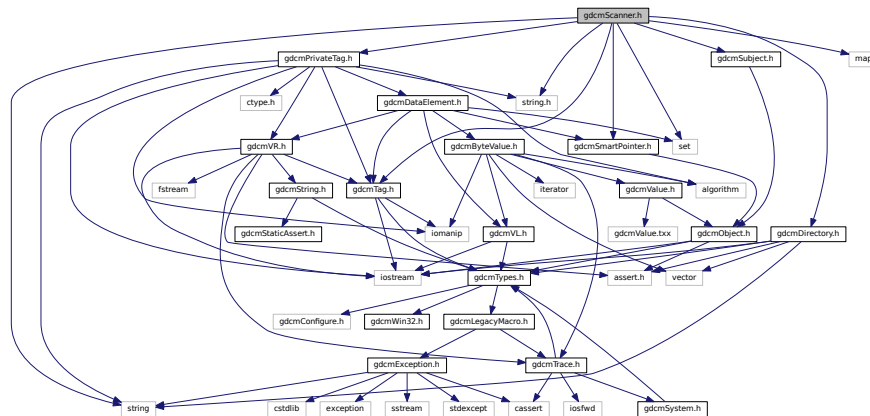 gdcmScanner.h
gdcmPrivateTag.h
gdcmSubject.h
map
ctype.h
gdcmDataElement.h
string.h
gdcmVR.h
gdcmByteValue.h
gdcmSmartPointer.h
set
fstream
gdcmString.h
gdcmTag.h
iterator
gdcmValue.h
algorithm
gdcmStaticAssert.h
iomanip
gdcmVL.h
gdcmValue.txx
gdcmObject.h
gdcmDirectory.h
iostream
gdcmTypes.h
assert.h
vector
gdcmConfigure.h
gdcmWin32.h
gdcmLegacyMacro.h
gdcmException.h
gdcmTrace.h
string
cstdlib
exception
sstream
stdexcept
cassert
iosfwd
gdcmSystem.h